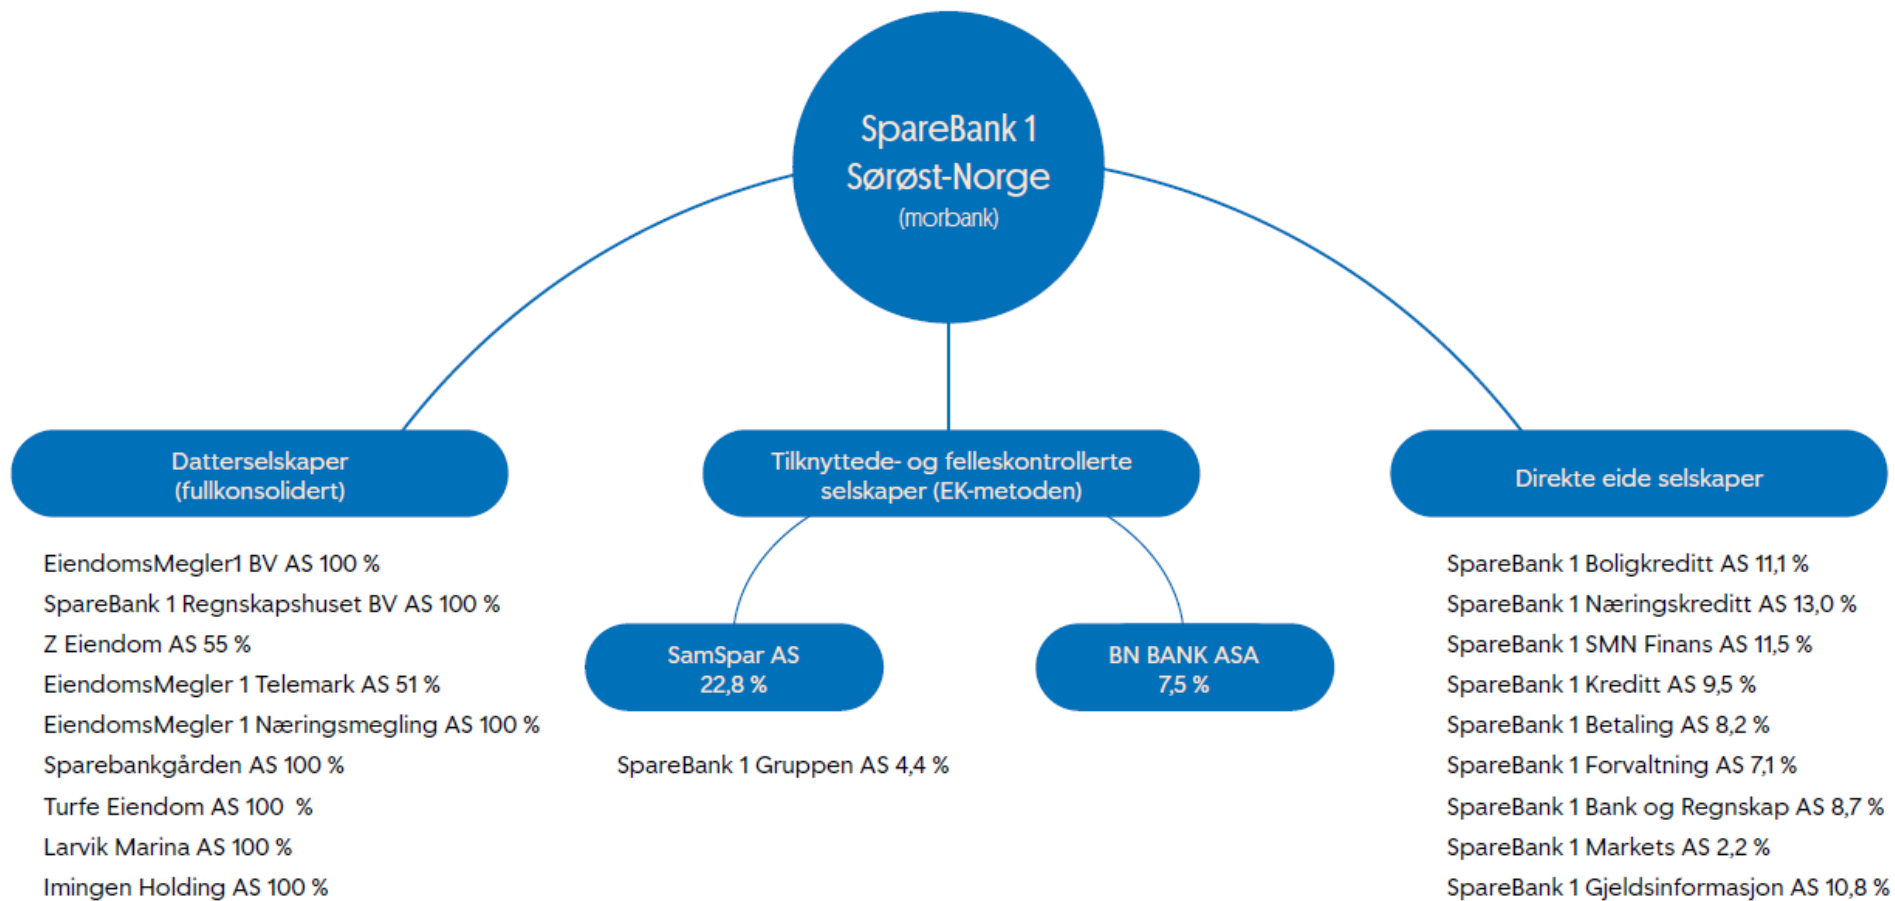 SpareBank 1
Sørøst-Norge
(morbank)
Datterselskaper
(fullkonsolidert)
EiendomsMegler1 BV AS 100 %
SpareBank 1 Regnskapshuset BV AS 100 %
Z Eiendom AS 55 %
EiendomsMegler 1 Telemark AS 51 %
EiendomsMegler 1 Næringsmegling AS 100 %
Sparebankgården AS 100 %
Turfe Eiendom AS 100 %
Larvik Marina AS 100 %
Imingen Holding AS 100 %
Tilknyttede- og felleskontrollerte
selskaper (EK-metoden)
SamSpar AS
22,8 %
SpareBank 1 Gruppen AS 4,4 %
BN BANK ASA
7,5 %
Direkte eide selskaper
SpareBank 1 Boligkreditt AS 11,1 %
SpareBank 1 Næringskreditt AS 13,0 %
SpareBank 1 SMN Finans AS 11,5 %
SpareBank 1 Kreditt AS 9,5 %
SpareBank 1 Betaling AS 8,2 %
SpareBank 1 Forvaltning AS 7,1 %
SpareBank 1 Bank og Regnskap AS 8,7 %
SpareBank 1 Markets AS 2,2 %
SpareBank 1 Gjeldsinformasjon AS 10,8 %